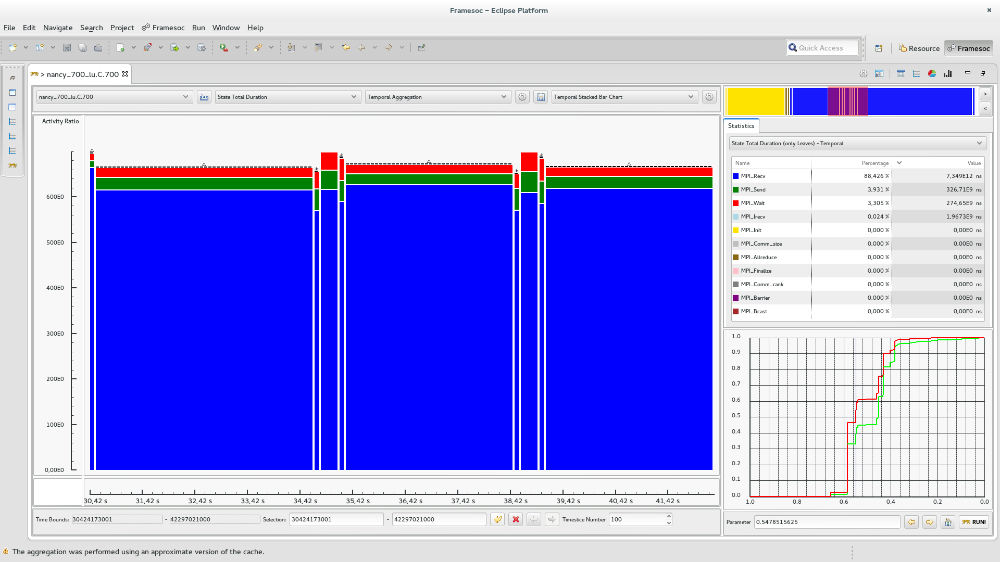 Framesoc – Eclipse Platform
File Edit Navigate Search Project Framesoc Run Window Help
Quick Access
Resource
Framesoc
> nancy_700_lu.C.700
nancy_700_lu.C.700
State Total Duration
Temporal Aggregation
Temporal Stacked Bar Chart
>
<
Activity Ratio
600E0
500E0
400E0
300E0
200E0
100E0
0,00E0
30,42 s 31,42 s 32,42 s 33,42 s 34,42 s 35,42 s 36,42 s 37,42 s 38,42 s 39,42 s 40,42 s 41,42 s
Time Bounds: 30424173001 - 42297021000 Selection: 30424173001 - 42297021000 Timeslice Number 100
Statistics
State Total Duration (only Leaves) - Temporal
Name Percentage Value
MPI_Recv 88,426 % 7,349E12 ns
MPI_Send 3,931 % 326,71E9 ns
MPI_Wait 3,305 % 274,65E9 ns
MPI_Irecv 0,024 % 1,9673E9 ns
MPI_Init 0,000 % 0,00E0 ns
MPI_Comm_size 0,000 % 0,00E0 ns
MPI_Allreduce 0,000 % 0,00E0 ns
MPI_Finalize 0,000 % 0,00E0 ns
MPI_Comm_rank 0,000 % 0,00E0 ns
MPI_Barrier 0,000 % 0,00E0 ns
MPI_Bcast 0,000 % 0,00E0 ns
1.0
0.9
0.8
0.7
0.6
0.5
0.4
0.3
0.2
0.1
0.0
1.0 0.8 0.6 0.4 0.2 0.0
Parameter 0.5478515625 RUN!
The aggregation was performed using an approximate version of the cache.